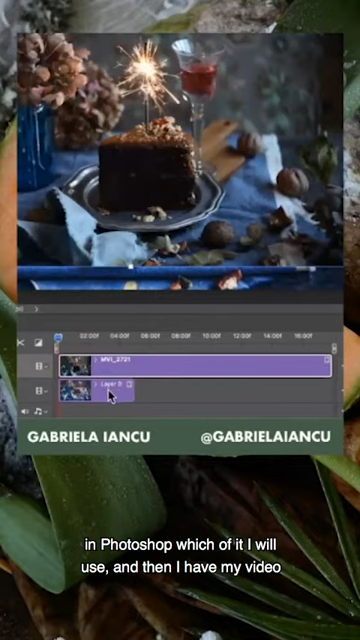 02:00f 04:00f 06:00f 08:00f 10:00f 12:00f 14:00f 16:00f
MVI_2721
Layer 0
GABRIELA IANCU @GABRIELAIANCU
in Photoshop which of it I will
use, and then I have my video